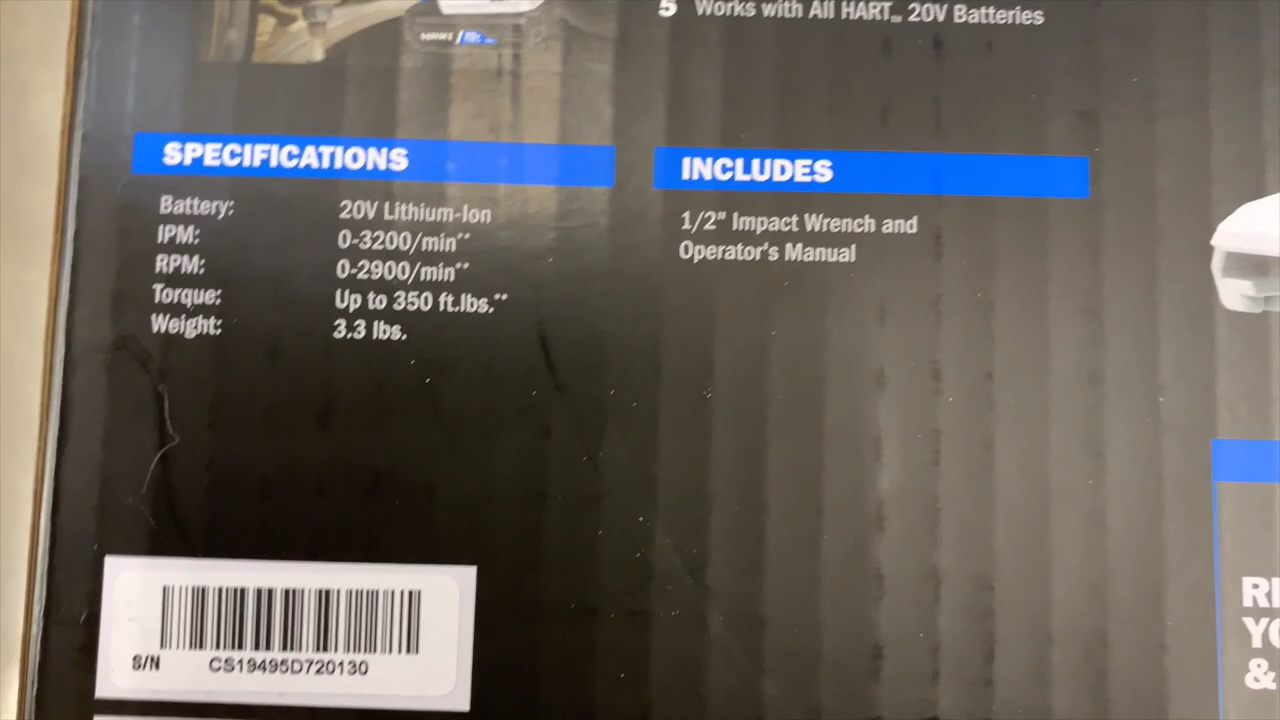 5 Works with All HART™ 20V Batteries
SPECIFICATIONS
Battery: 20V Lithium-Ion
IPM: 0-3200/min**
RPM: 0-2900/min**
Torque: Up to 350 ft.lbs.**
Weight: 3.3 lbs.
INCLUDES
1/2" Impact Wrench and
Operator's Manual
S/N CS19495D720130
&